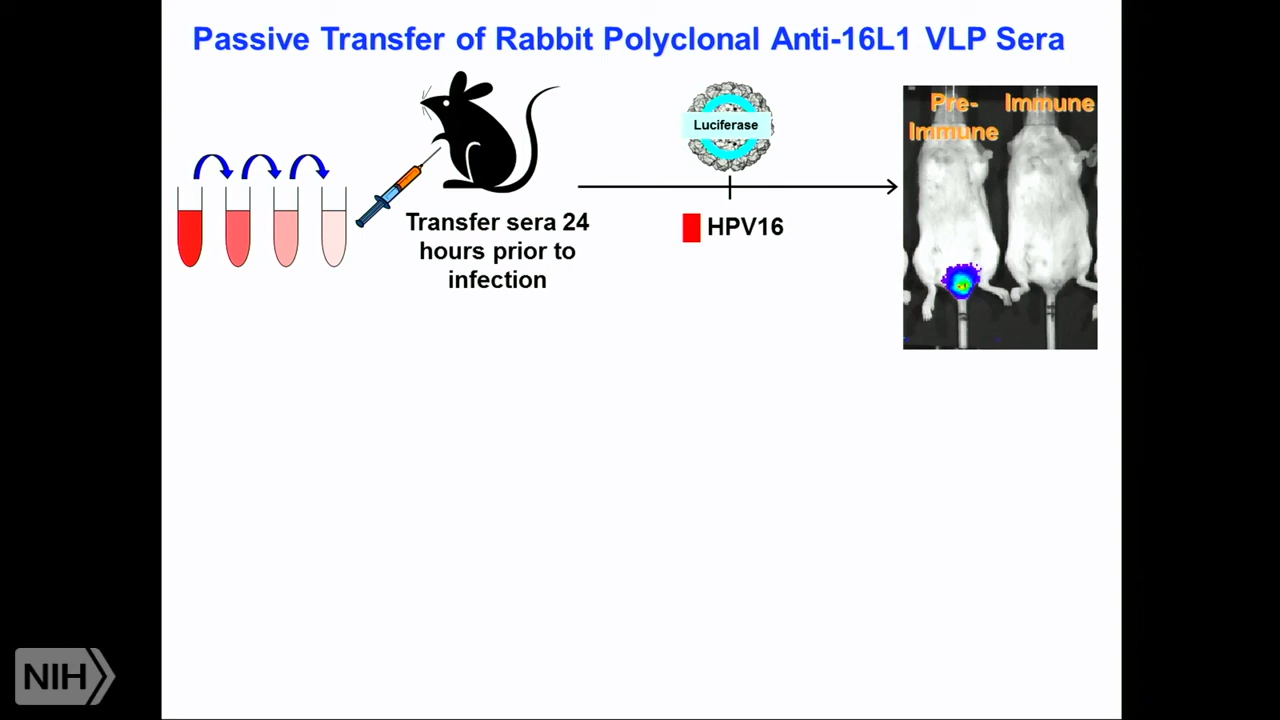 Passive Transfer of Rabbit Polyclonal Anti-16L1 VLP Sera
Pre-
Immune
Immune
Luciferase
Transfer sera 24
hours prior to
infection
HPV16
NIH